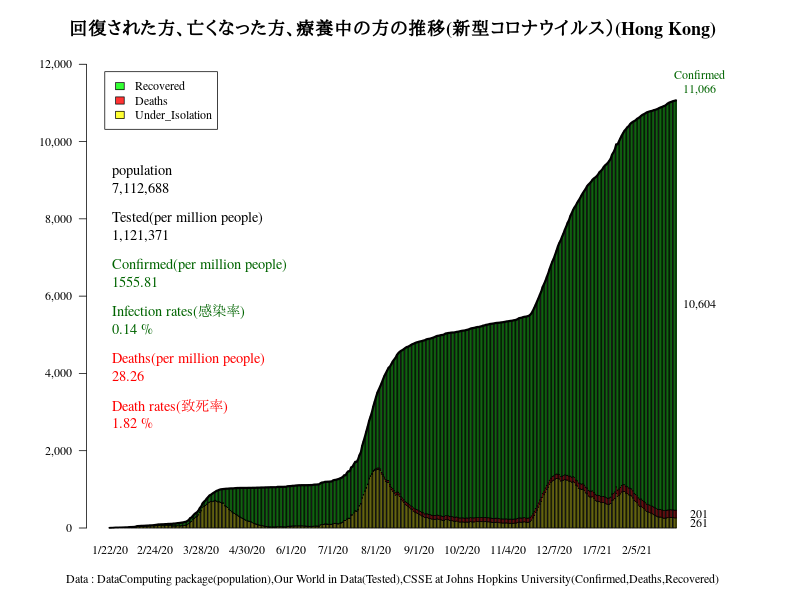 回復された方、亡くなった方、療養中の方の推移(新型コロナウイルス）(Hong Kong)
12,000
10,000
8,000
6,000
4,000
2,000
0
Recovered
Deaths
Under_Isolation
population
7,112,688
Tested(per million people)
1,121,371
Confirmed(per million people)
1555.81
Infection rates(感染率)
0.14 %
Deaths(per million people)
28.26
Death rates(致死率)
1.82 %
Confirmed
11,066
10,604
201
261
1/22/20 2/24/20 3/28/20 4/30/20 6/1/20 7/1/20 8/1/20 9/1/20 10/2/20 11/4/20 12/7/20 1/7/21 2/5/21
Data : DataComputing package(population),Our World in Data(Tested),CSSE at Johns Hopkins University(Confirmed,Deaths,Recovered)